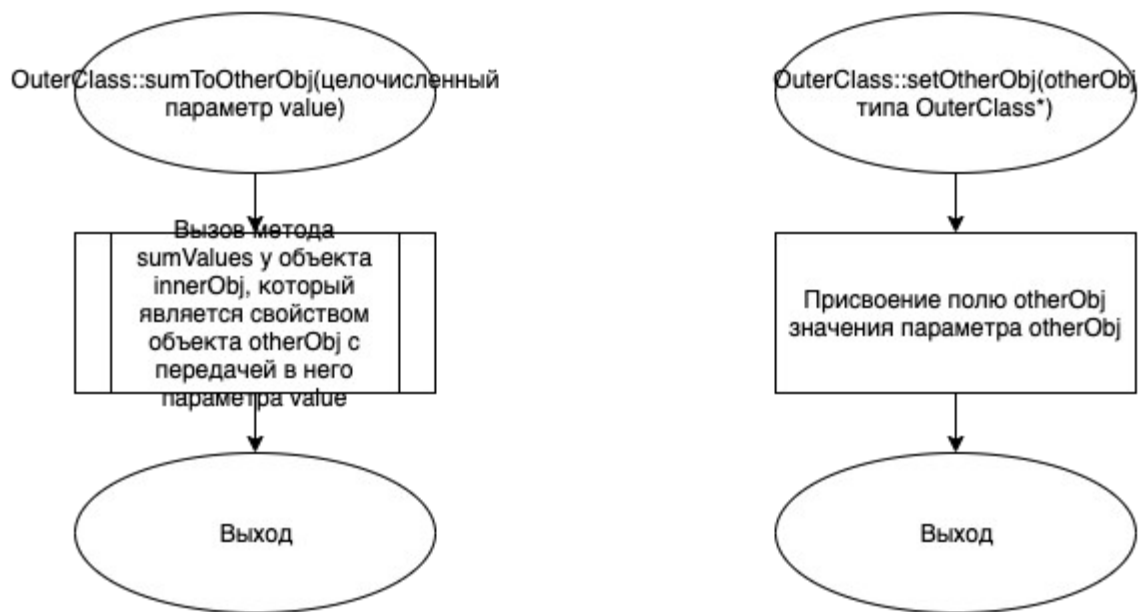 OuterClass::sumToOtherObj(целочисленный
параметр value)
Вызов метода
sumValues у объекта
innerObj, который
является свойством
объекта otherObj с
передачей в него
параметра value
Выход
OuterClass::setOtherObj(otherObj
типа OuterClass*)
Присвоение полю otherObj
значения параметра otherObj
Выход